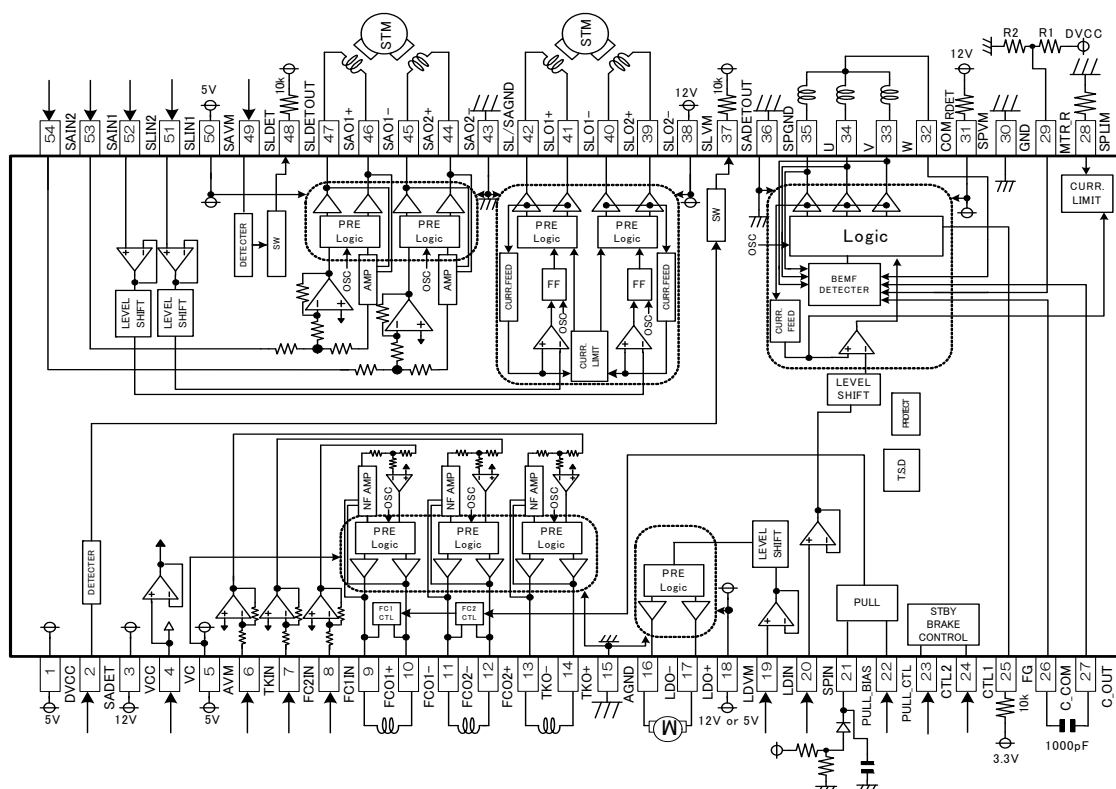 STM
STM
R2
R1
DVCC
5V
10k
12V
10k
12V
54
SAIN2
53
SAIN1
52
SLIN2
51
SLIN1
50
SAVM
49
SLDET
48
SLDETOUT
47
SAO1+
46
SAO1-
45
SAO2+
44
SAO2-
43
SL/SAGND
42
SLO1+
41
SLO1-
40
SLO2+
39
SLO2-
38
SLVM
37
SADETOUT
36
SPGND
35
U
34
V
33
W
32
COM
RDET
31
SPVM
30
GND
29
MTR.R
28
SPLIM
CURR.
LIMIT
DETECTER
SW
PRE
Logic
PRE
Logic
OSC
AMP
OSC
AMP
LEVEL
SHIFT
LEVEL
SHIFT
PRE
Logic
PRE
Logic
CURR.FEED
FF
OSC
FF
OSC
CURR.FEED
CURR.
LIMIT
SW
Logic
OSC
BEMF
DETECTER
CURR.
FEED
LEVEL
SHIFT
PROTECT
T.S.D
DETECTER
NF AMP
OSC
NF AMP
OSC
NF AMP
OSC
PRE
Logic
PRE
Logic
PRE
Logic
FC1
CTL
FC2
CTL
PRE
Logic
LEVEL
SHIFT
PULL
STBY
BRAKE
CONTROL
1
DVCC
2
SADET
3
VCC
4
VC
5
AVM
6
TKIN
7
FC2IN
8
FC1IN
9
FCO1+
10
FCO1-
11
FCO2-
12
FCO2+
13
TKO-
14
TKO+
15
AGND
16
LDO-
17
LDO+
18
LDVM
19
LDIN
20
SPIN
21
PULL_BIAS
22
PULL_CTL
23
CTL2
24
CTL1
25
FG
26
C_COM
27
C_OUT
5V
12V
5V
M
12V or 5V
10k
3.3V
1000pF